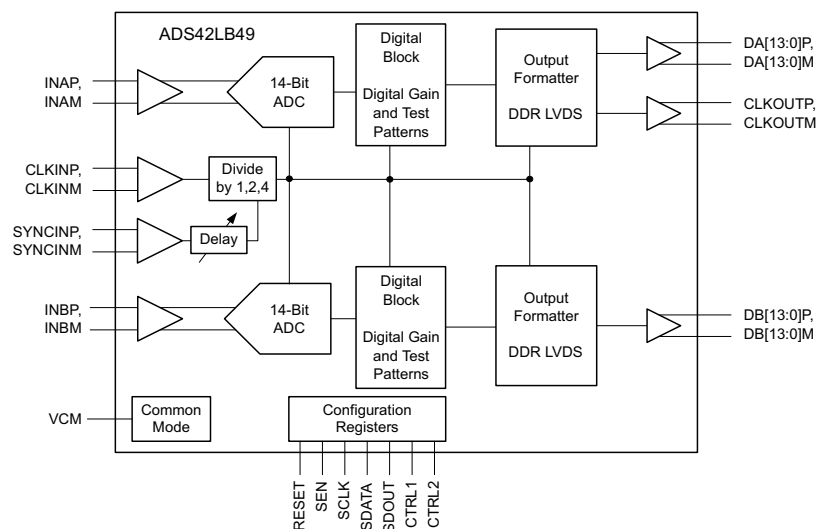 ADS42LB49
INAP,
INAM
14-Bit
ADC
Digital
Block
Digital Gain
and Test
Patterns
Output
Formatter
DDR LVDS
DA[13:0]P,
DA[13:0]M
CLKOUTP,
CLKOUTM
CLKINP,
CLKINM
Divide
by 1,2,4
SYNCINP,
SYNCINM
Delay
INBP,
INBM
14-Bit
ADC
Digital
Block
Digital Gain
and Test
Patterns
Output
Formatter
DDR LVDS
DB[13:0]P,
DB[13:0]M
VCM
Common
Mode
Configuration
Registers
RESET
SEN
SCLK
SDATA
SDOUT
CTRL1
CTRL2